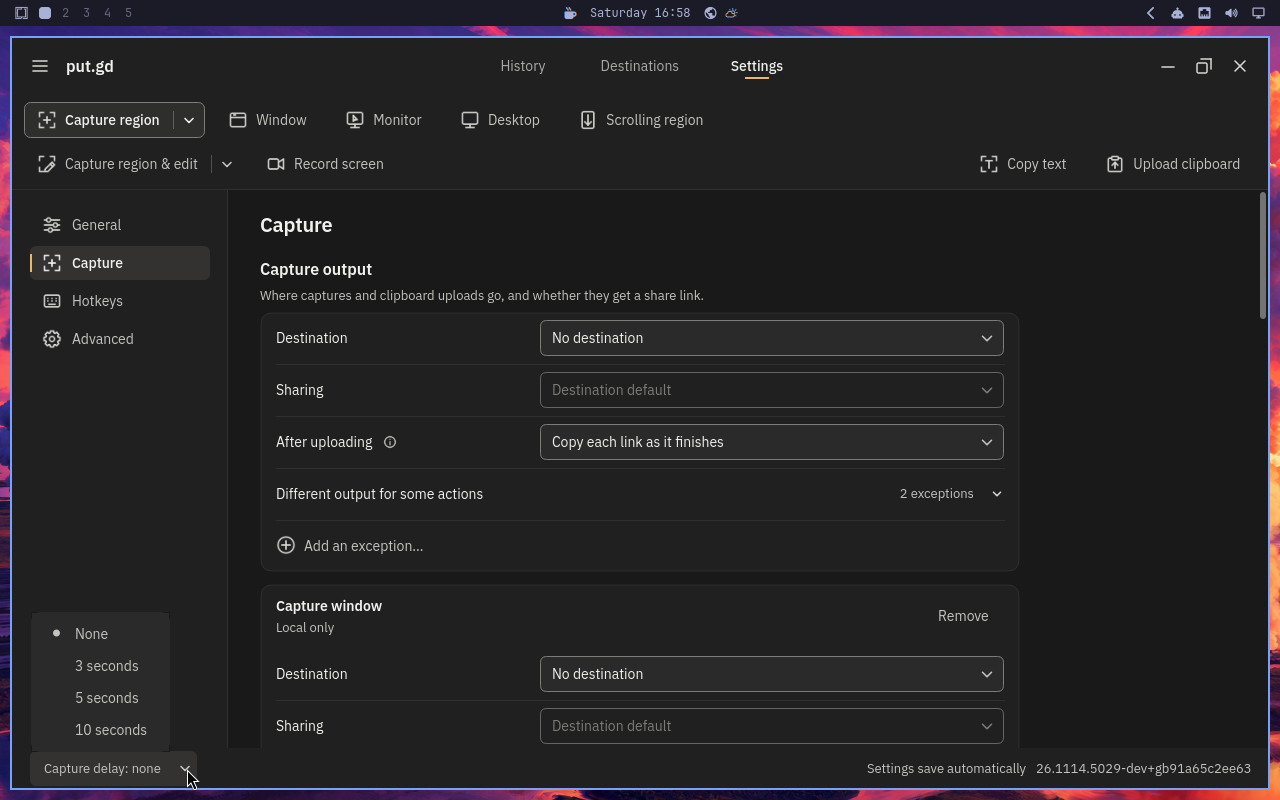 2 3 4 5
Saturday 16:58
put.gd
History Destinations Settings
Capture region Window Monitor Desktop Scrolling region
Capture region & edit Record screen Copy text Upload clipboard
General
Capture
Hotkeys
Advanced
Capture
Capture output
Where captures and clipboard uploads go, and whether they get a share link.
Destination No destination
Sharing Destination default
After uploading Copy each link as it finishes
Different output for some actions 2 exceptions
Add an exception...
Capture window
Local only
Remove
Destination No destination
Sharing Destination default
None
3 seconds
5 seconds
10 seconds
Capture delay: none
Settings save automatically 26.1114.5029-dev+gb91a65c2ee63